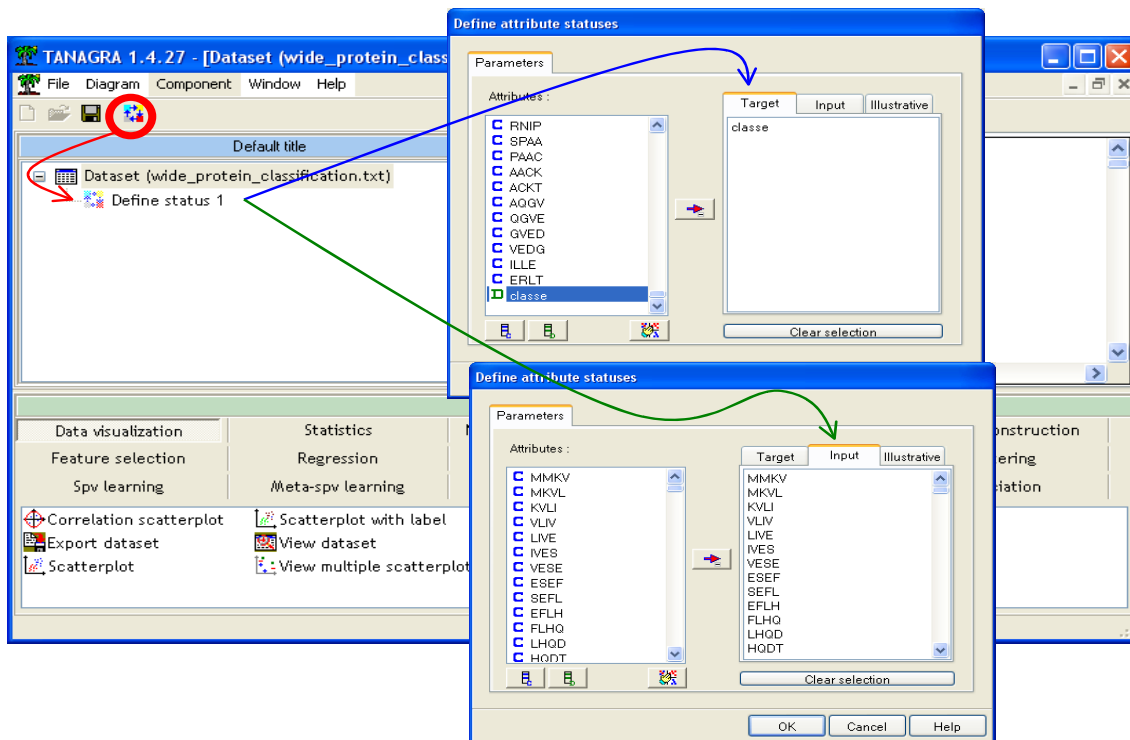 Define attribute statuses
TANAGRA 1.4.27 - [Dataset (wide_protein_class
File Diagram Component Window Help
Default title
Dataset (wide_protein_classification.txt)
Define status 1
Parameters
Attributes :
C RNIP
C SPAA
C PAAC
C AACK
C ACKT
C AQGV
C QGVE
C GVED
C VEDG
C ILLE
C ERLT
D classe
Target Input Illustrative
classe
Clear selection
Data visualization Statistics
onstruction
Feature selection Regression
ering
Spv learning Meta-spv learning
iation
Correlation scatterplot Scatterplot with label
Export dataset View dataset
Scatterplot View multiple scatterplot
Define attribute statuses
Parameters
Attributes :
C MMKV
C MKVL
C KVLI
C VLIV
C LIVE
C IVES
C VESE
C ESEF
C SEFL
C EFLH
C FLHQ
C LHQD
C HQDT
Target Input Illustrative
MMKV
MKVL
KVLI
VLIV
LIVE
IVES
VESE
ESEF
SEFL
EFLH
FLHQ
LHQD
HQDT
Clear selection
OK Cancel Help